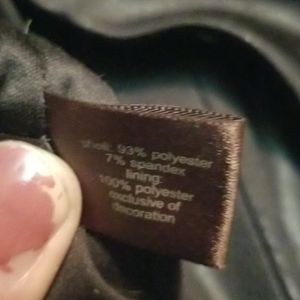 shell: 93% polyester
7% spandex
lining:
100% polyester
exclusive of
decoration